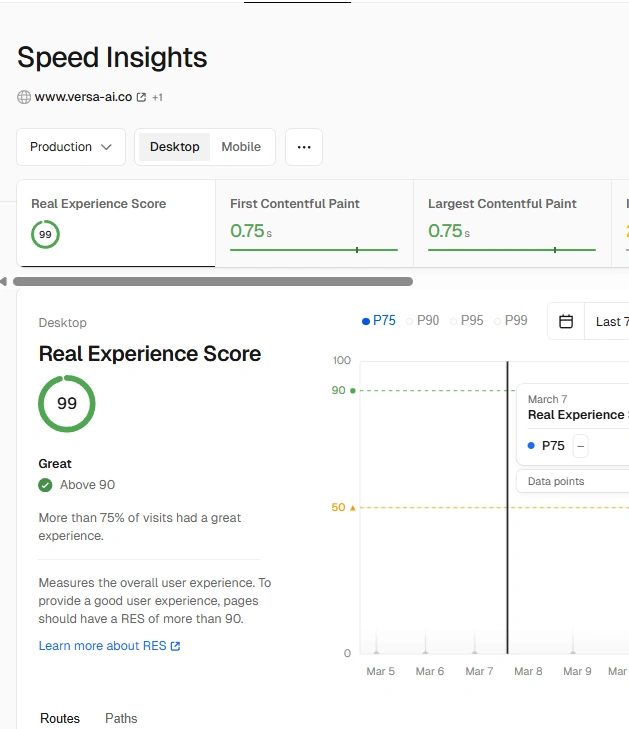 Speed Insights
www.versa-ai.co +1
Production
Desktop
Mobile
Real Experience Score
99
First Contentful Paint
0.75 s
Largest Contentful Paint
0.75 s
Desktop
Real Experience Score
99
Great
Above 90
More than 75% of visits had a great
experience.
Measures the overall user experience. To
provide a good user experience, pages
should have a RES of more than 90.
Learn more about RES
P75 P90 P95 P99
Last 7
100
90
50
0
March 7
Real Experience
P75 –
Data points
Mar 5 Mar 6 Mar 7 Mar 8 Mar 9 Mar
Routes Paths